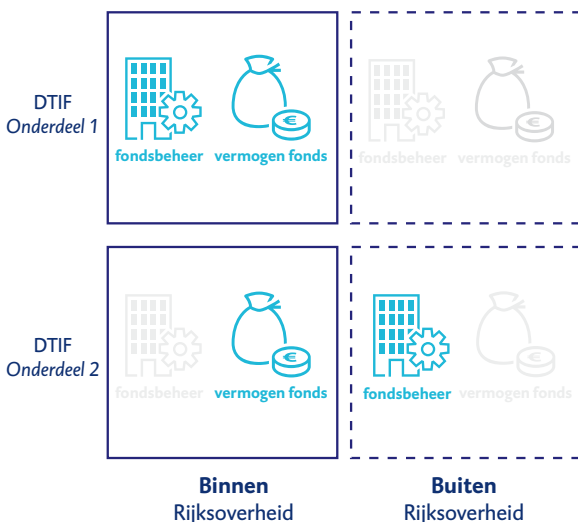 DTIF
Onderdeel 1
fondsbeheer vermogen fonds
fondsbeheer vermogen fonds
DTIF
Onderdeel 2
fondsbeheer vermogen fonds
fondsbeheer vermogen fonds
Binnen
Rijksoverheid
Buiten
Rijksoverheid